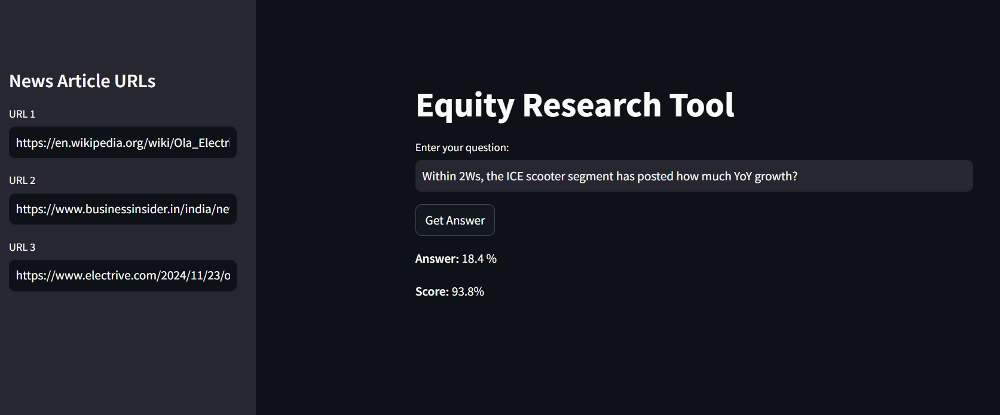 News Article URLs
URL 1
https://en.wikipedia.org/wiki/Ola_Electri
URL 2
https://www.businessinsider.in/india/ne
URL 3
https://www.electrive.com/2024/11/23/o
Equity Research Tool
Enter your question:
Within 2Ws, the ICE scooter segment has posted how much YoY growth?
Get Answer
Answer: 18.4 %
Score: 93.8%